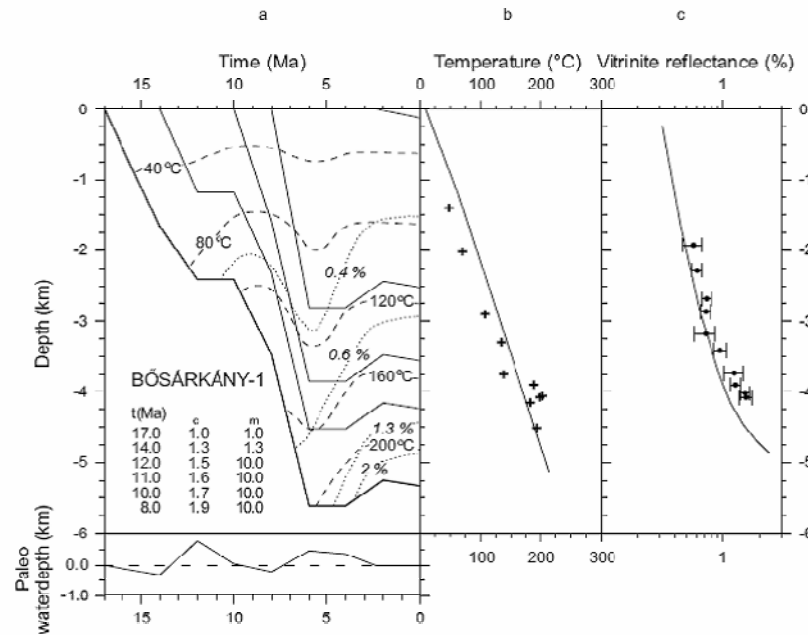 a b c
Time (Ma) Temperature (°C) Vitrinite reflectance (%)
15 10 5 0 100 200 300 1
0 0
-1 -1
-2 -2
-3 -3
-4 -4
-5 -5
-6 -6
Depth (km)
40°C
80°C
0.4 %
120°C
0.6 %
160°C
1.3 %
200°C
2 %
BŐSÁRKÁNY-1
t(Ma) c m
17.0 1.0 1.0
14.0 1.3 1.3
12.0 1.5 10.0
11.0 1.6 10.0
10.0 1.7 10.0
8.0 1.9 10.0
100 200 300 1
Paleo
waterdepth (km)
0.0
-1.0
15 10 5 0